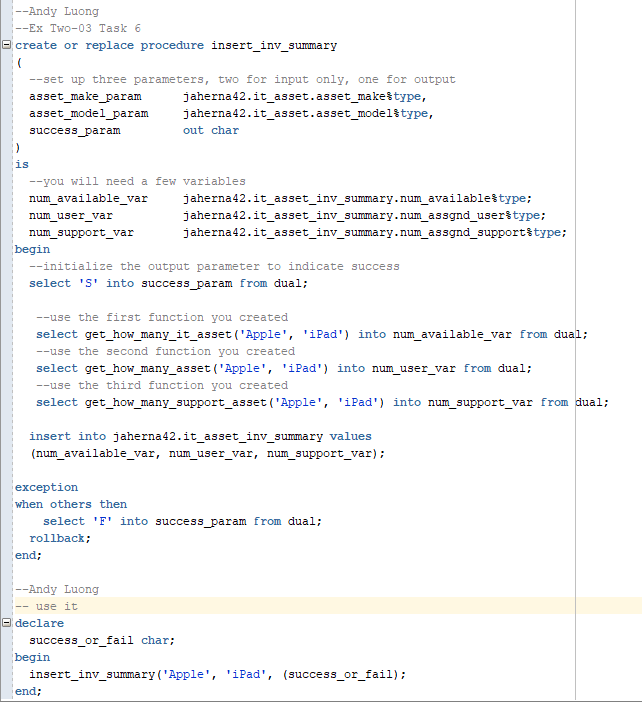 --Andy Luong
--Ex Two-03 Task 6
create or replace procedure insert_inv_summary
(
  --set up three parameters, two for input only, one for output
  asset_make_param      jaherna42.it_asset.asset_make%type,
  asset_model_param     jaherna42.it_asset.asset_model%type,
  success_param         out char
)
is
  --you will need a few variables
  num_available_var     jaherna42.it_asset_inv_summary.num_available%type;
  num_user_var          jaherna42.it_asset_inv_summary.num_assgnd_user%type;
  num_support_var       jaherna42.it_asset_inv_summary.num_assgnd_support%type;
begin
  --initialize the output parameter to indicate success
  select 'S' into success_param from dual;
   --use the first function you created
   select get_how_many_it_asset('Apple', 'iPad') into num_available_var from dual;
   --use the second function you created
   select get_how_many_asset('Apple', 'iPad') into num_user_var from dual;
   --use the third function you created
   select get_how_many_support_asset('Apple', 'iPad') into num_support_var from dual;
  insert into jaherna42.it_asset_inv_summary values
  (num_available_var, num_user_var, num_support_var);
exception
when others then
    select 'F' into success_param from dual;
  rollback;
end;
--Andy Luong
-- use it
declare
  success_or_fail char;
begin
  insert_inv_summary('Apple', 'iPad', (success_or_fail);
end;